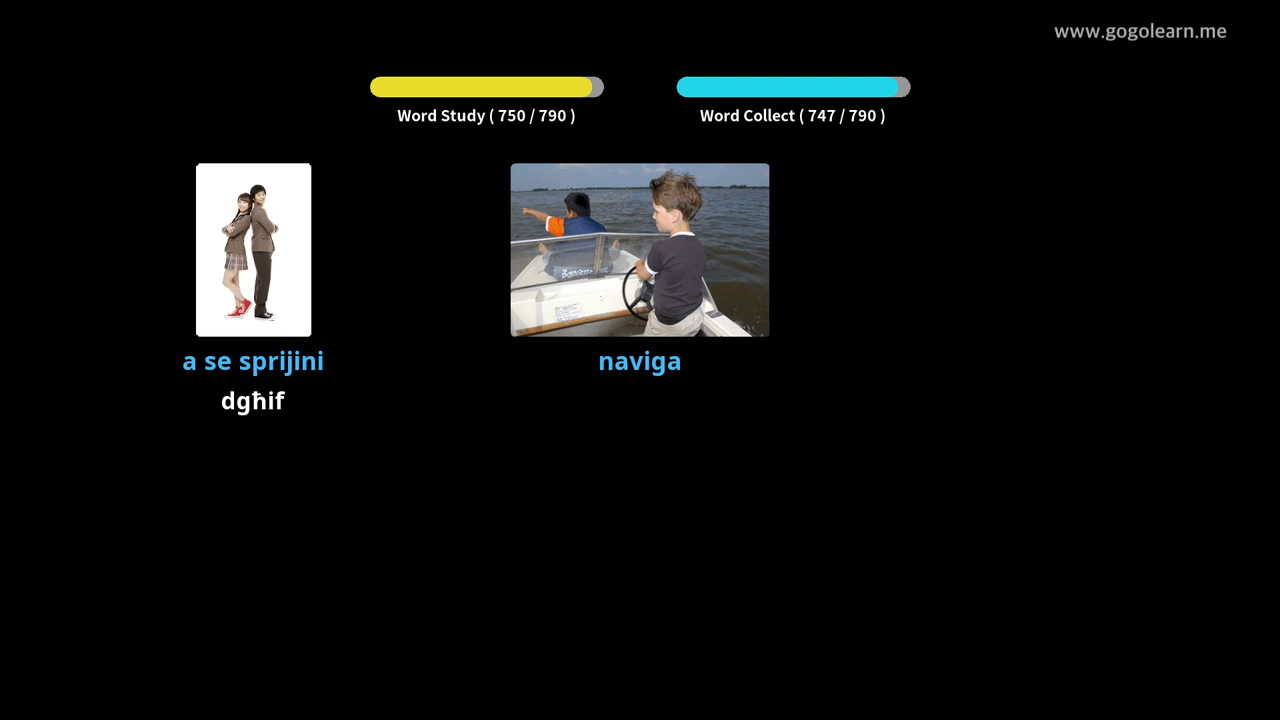 www.gogolearn.me
Word Study ( 750 / 790 )
Word Collect ( 747 / 790 )
a se sprijini
naviga
dgħif